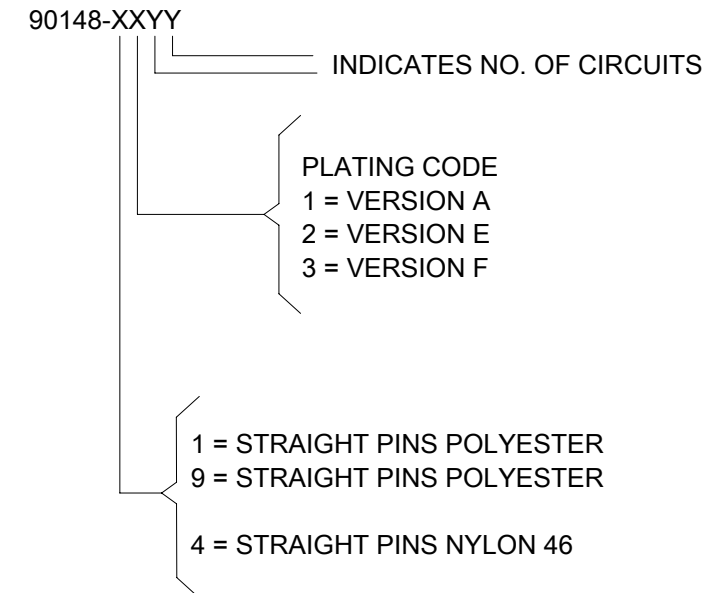 90148-XXYY
INDICATES NO. OF CIRCUITS
PLATING CODE
1 = VERSION A
2 = VERSION E
3 = VERSION F
1 = STRAIGHT PINS POLYESTER
9 = STRAIGHT PINS POLYESTER
4 = STRAIGHT PINS NYLON 46